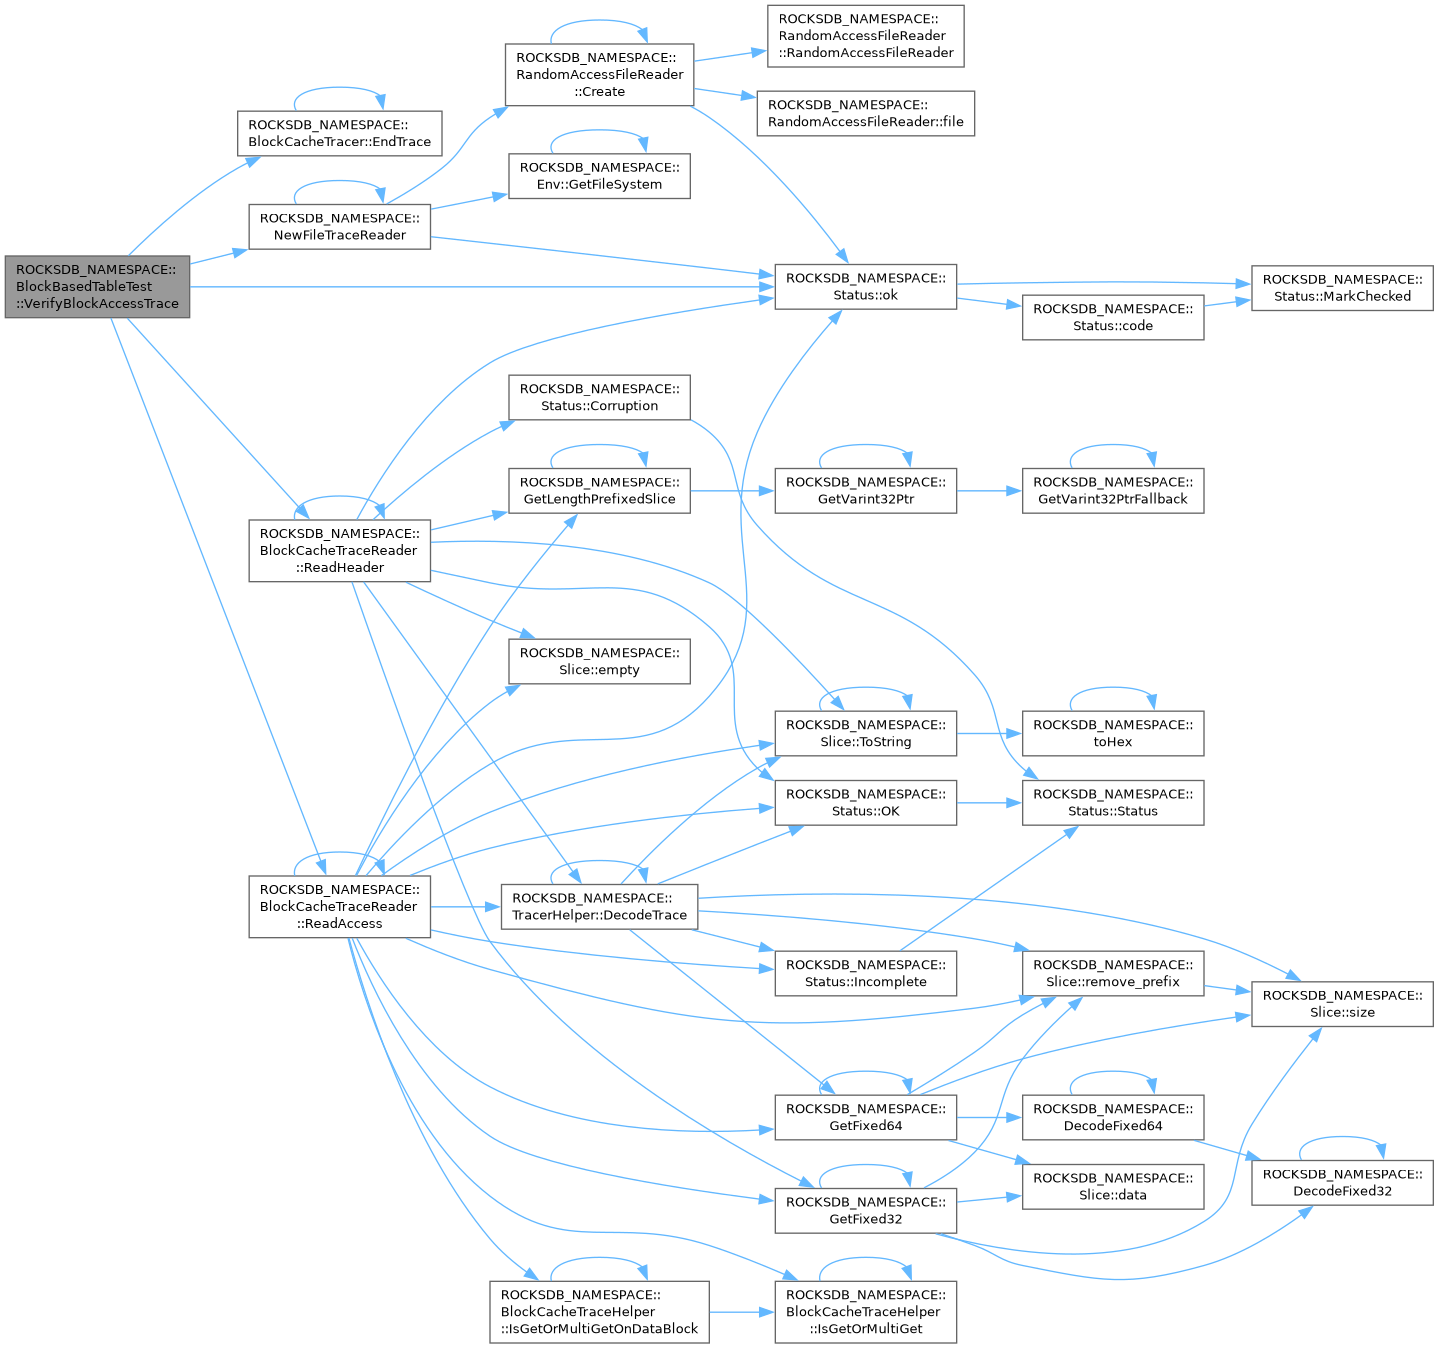 ROCKSDB_NAMESPACE::
BlockBasedTableTest
::VerifyBlockAccessTrace
ROCKSDB_NAMESPACE::
BlockCacheTracer::EndTrace
ROCKSDB_NAMESPACE::
NewFileTraceReader
ROCKSDB_NAMESPACE::
BlockCacheTraceReader
::ReadHeader
ROCKSDB_NAMESPACE::
BlockCacheTraceReader
::ReadAccess
ROCKSDB_NAMESPACE::
RandomAccessFileReader
::Create
ROCKSDB_NAMESPACE::
Env::GetFileSystem
ROCKSDB_NAMESPACE::
Status::Corruption
ROCKSDB_NAMESPACE::
GetLengthPrefixedSlice
ROCKSDB_NAMESPACE::
Slice::empty
ROCKSDB_NAMESPACE::
TracerHelper::DecodeTrace
ROCKSDB_NAMESPACE::
BlockCacheTraceHelper
::IsGetOrMultiGetOnDataBlock
ROCKSDB_NAMESPACE::
RandomAccessFileReader
::RandomAccessFileReader
ROCKSDB_NAMESPACE::
RandomAccessFileReader::file
ROCKSDB_NAMESPACE::
Status::ok
ROCKSDB_NAMESPACE::
GetVarint32Ptr
ROCKSDB_NAMESPACE::
Slice::ToString
ROCKSDB_NAMESPACE::
Status::OK
ROCKSDB_NAMESPACE::
Status::Incomplete
ROCKSDB_NAMESPACE::
GetFixed64
ROCKSDB_NAMESPACE::
GetFixed32
ROCKSDB_NAMESPACE::
BlockCacheTraceHelper
::IsGetOrMultiGet
ROCKSDB_NAMESPACE::
Status::code
ROCKSDB_NAMESPACE::
GetVarint32PtrFallback
ROCKSDB_NAMESPACE::
toHex
ROCKSDB_NAMESPACE::
Status::Status
ROCKSDB_NAMESPACE::
Slice::remove_prefix
ROCKSDB_NAMESPACE::
DecodeFixed64
ROCKSDB_NAMESPACE::
Slice::data
ROCKSDB_NAMESPACE::
Status::MarkChecked
ROCKSDB_NAMESPACE::
Slice::size
ROCKSDB_NAMESPACE::
DecodeFixed32